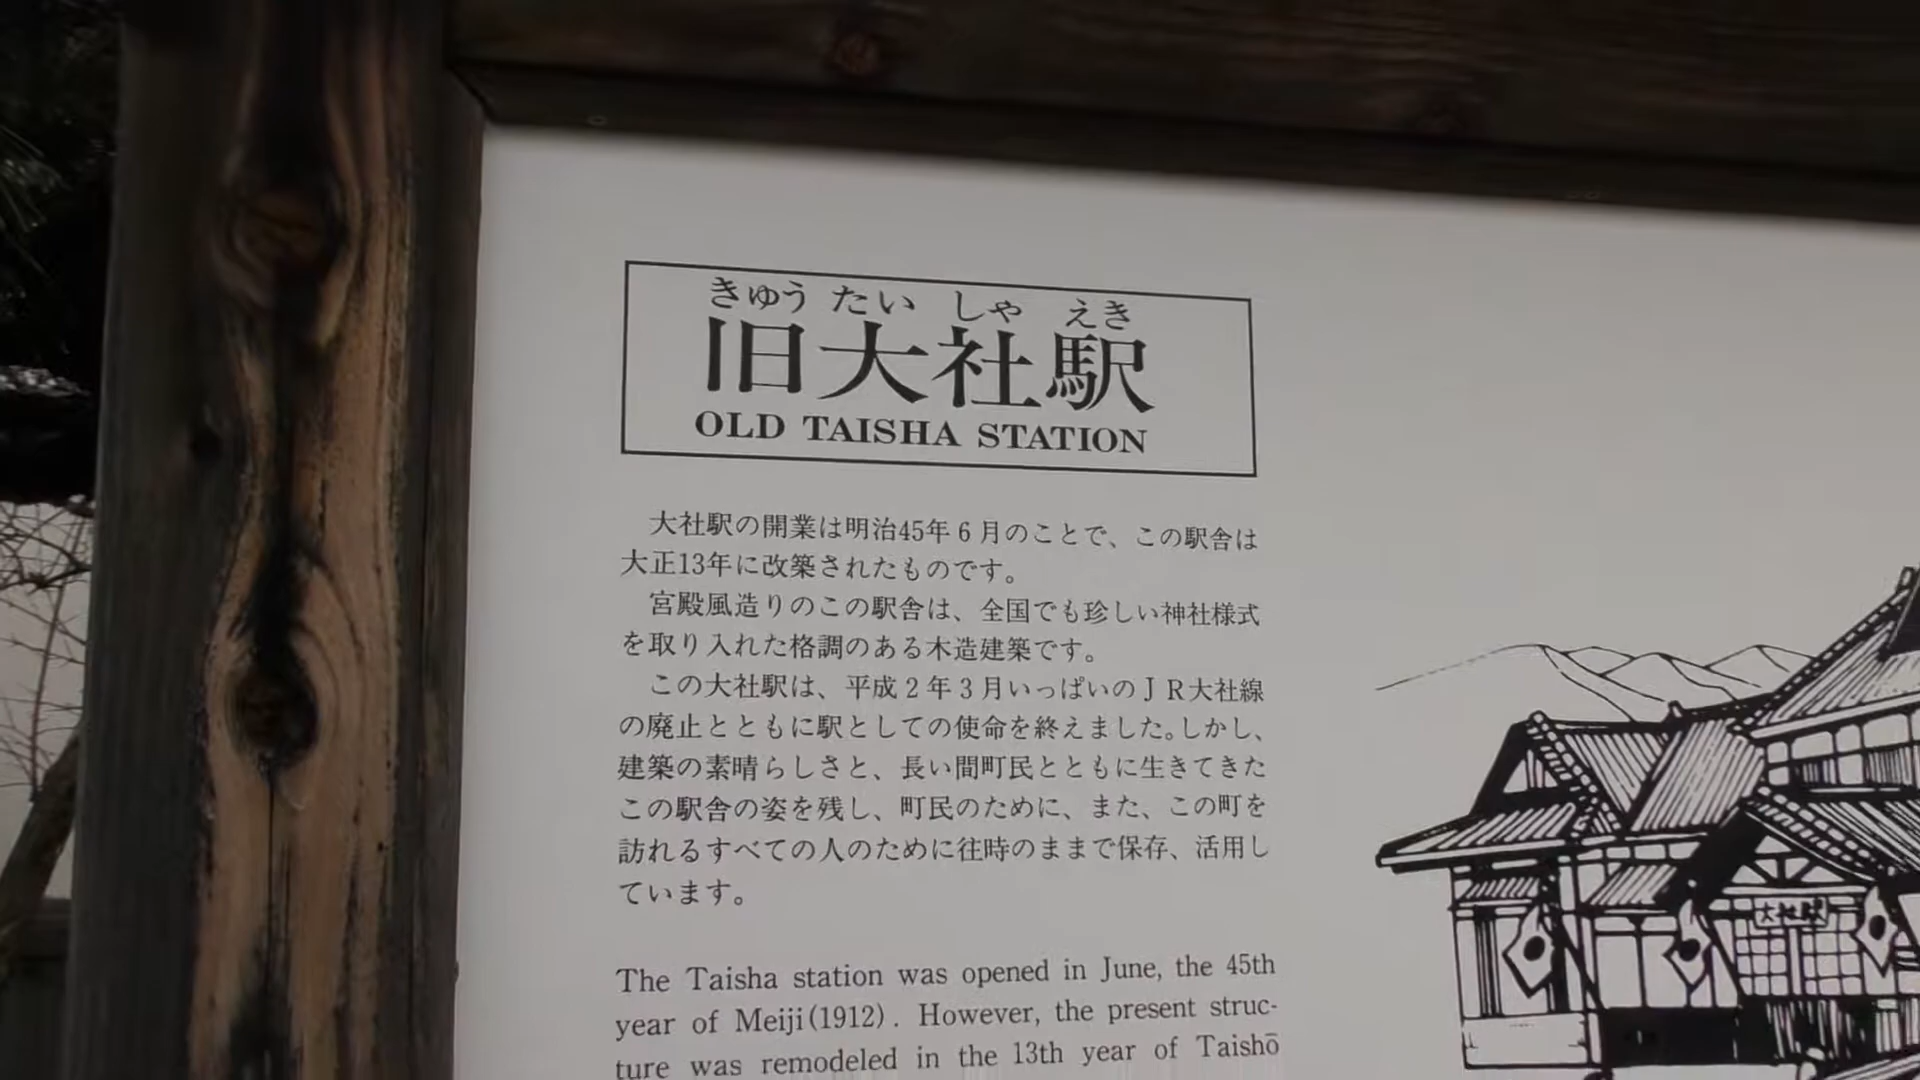 きゅう たい しゃ えき
旧大社駅
OLD TAISHA STATION
大社駅の開業は明治45年6月のことで、この駅舎は
大正13年に改築されたものです。
宮殿風造りのこの駅舎は、全国でも珍しい神社様式
を取り入れた格調のある木造建築です。
この大社駅は、平成2年3月いっぱいのJR大社線
の廃止とともに駅としての使命を終えました。しかし、
建築の素晴らしさと、長い間町民とともに生きてきた
この駅舎の姿を残し、町民のために、また、この町を
訪れるすべての人のために往時のままで保存、活用し
ています。
The Taisha station was opened in June, the 45th
year of Meiji(1912). However, the present struc-
ture was remodeled in the 13th year of Taishō
大社駅